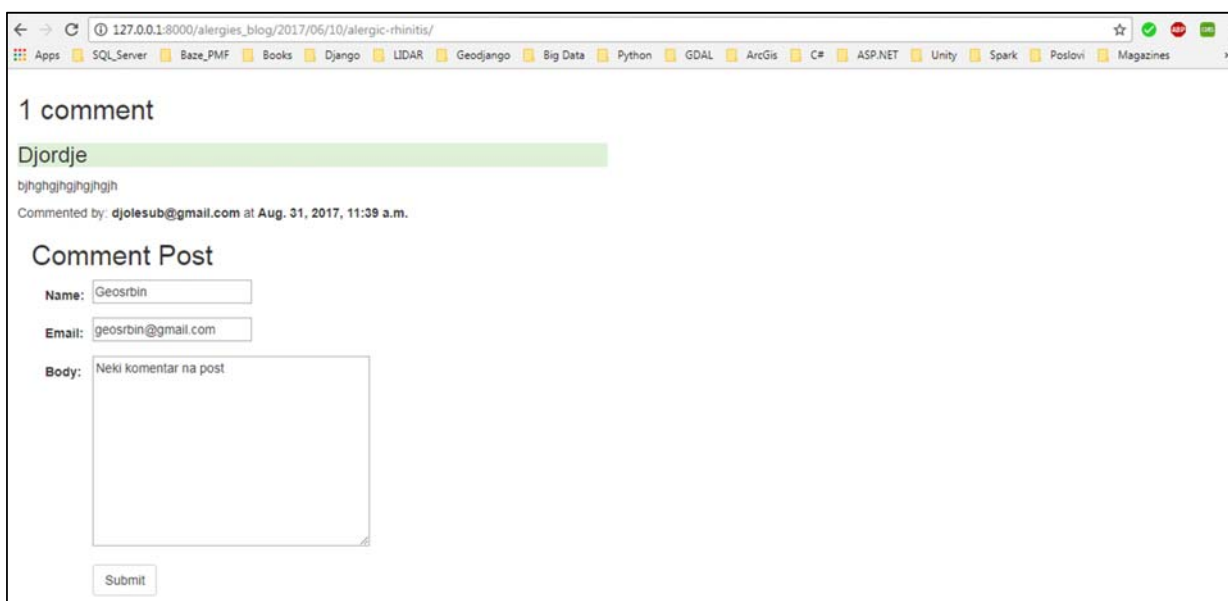 127.0.0.1:8000/alergies_blog/2017/06/10/alergic-rhinitis/
Apps SQL_Server Baze_PMF Books Django LIDAR Geodjango Big Data Python GDAL ArcGis C# ASP.NET Unity Spark Poslovi Magazines
1 comment
Djordje
bjhghgjhgjhgjhgjh
Commented by: djolesub@gmail.com at Aug. 31, 2017, 11:39 a.m.
Comment Post
Name: Geosrbin
Email: geosrbin@gmail.com
Body: Neki komentar na post
Submit